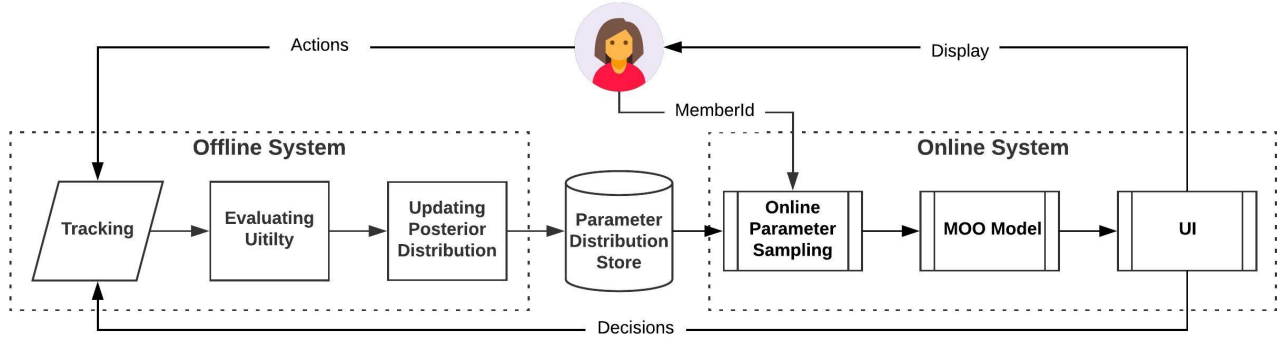 Actions
Display
MemberId
Offline System
Online System
Tracking
Evaluating
Uitilty
Updating
Posterior
Distribution
Parameter
Distribution
Store
Online
Parameter
Sampling
MOO Model
UI
Decisions